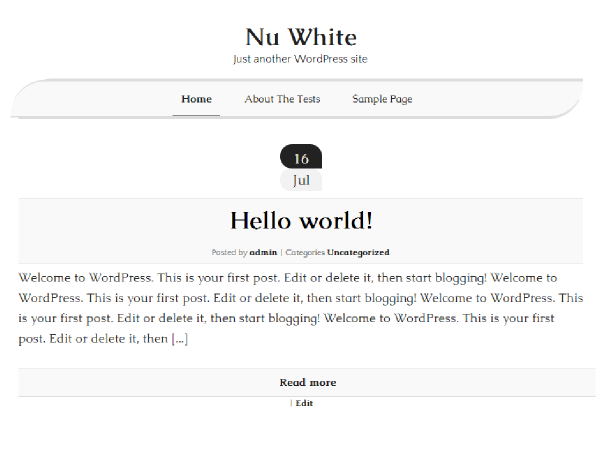 Nu White
Just another WordPress site
Home About The Tests Sample Page
16
Jul
Hello world!
Posted by admin | Categories Uncategorized
Welcome to WordPress. This is your first post. Edit or delete it, then start blogging! Welcome to
WordPress. This is your first post. Edit or delete it, then start blogging! Welcome to WordPress. This
is your first post. Edit or delete it, then start blogging! Welcome to WordPress. This is your first
post. Edit or delete it, then [...]
Read more
| Edit